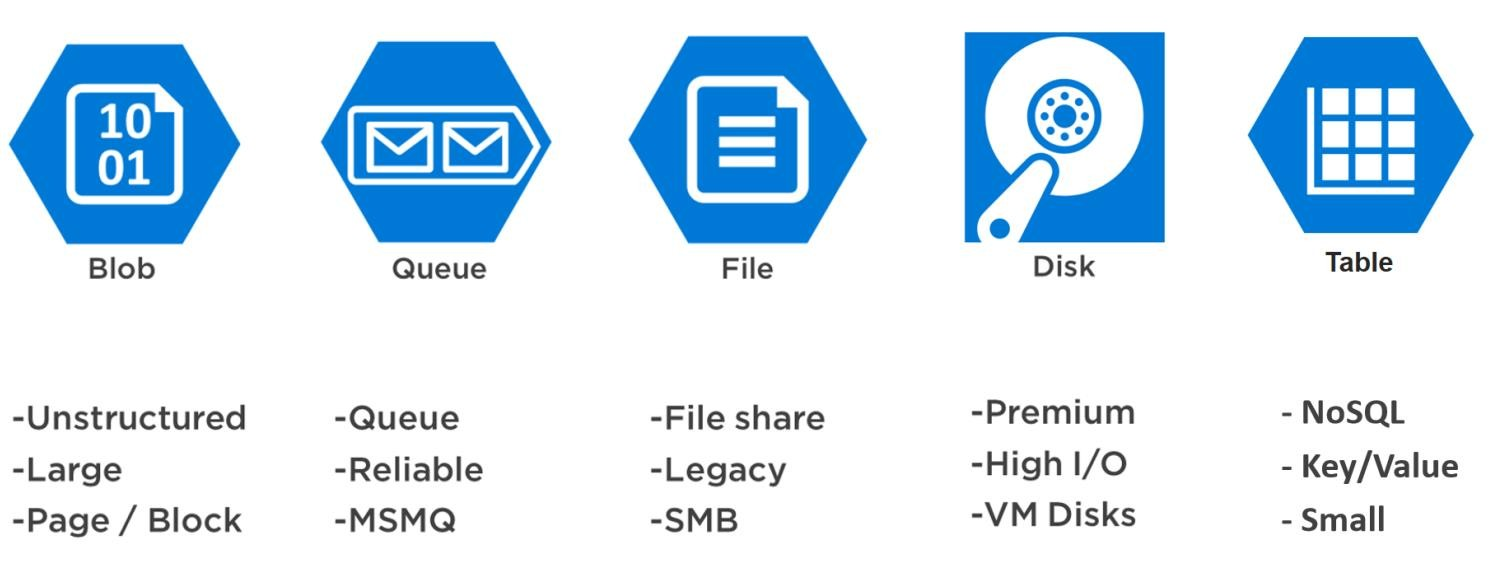 10
01
Blob
Queue
File
Disk
Table
-Unstructured
-Large
-Page / Block
-Queue
-Reliable
-MSMQ
-File share
-Legacy
-SMB
-Premium
-High I/O
-VM Disks
- NoSQL
- Key/Value
- Small